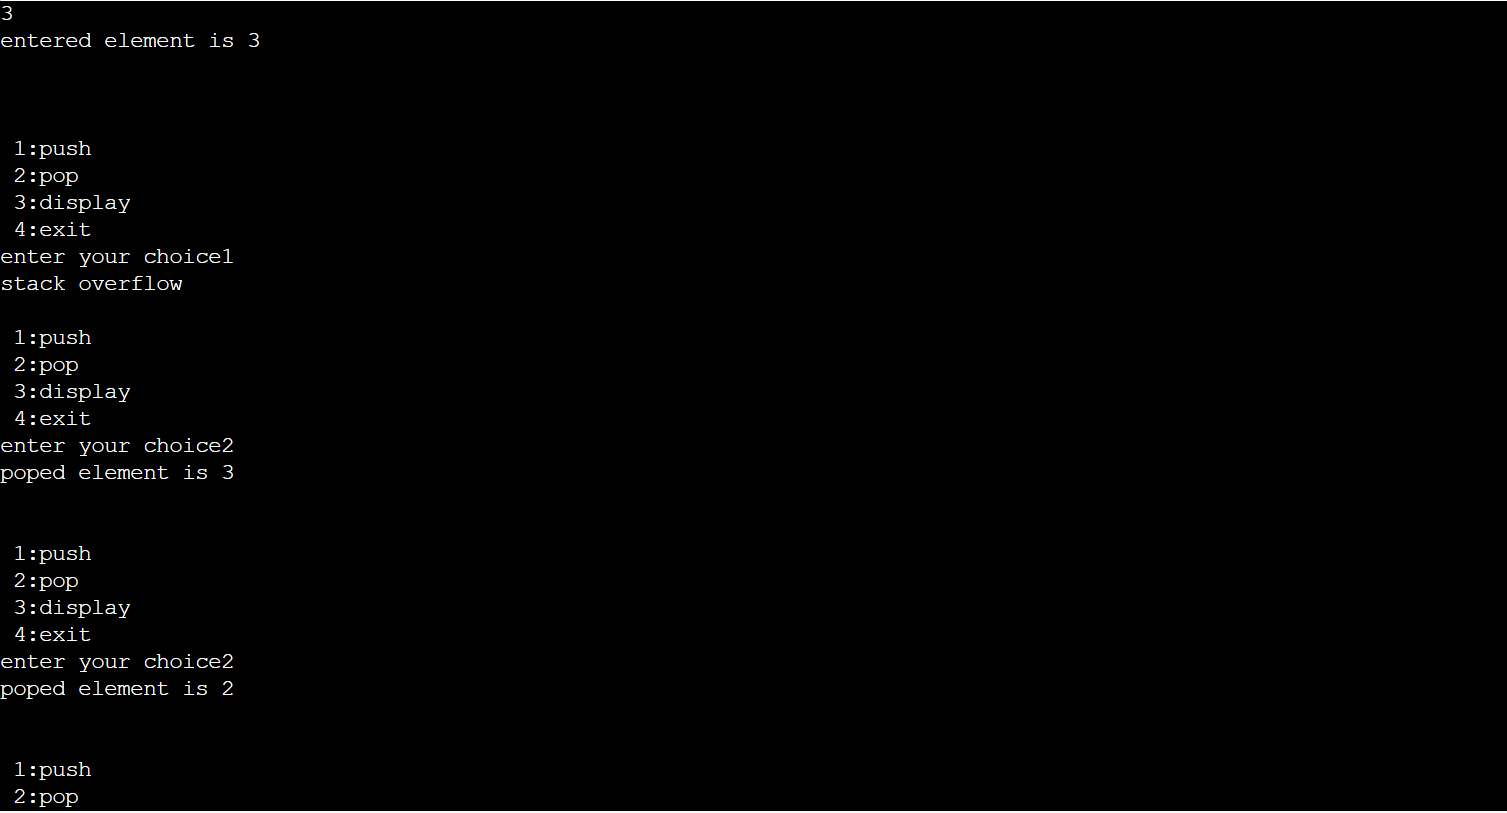 3
entered element is 3
1:push
2:pop
3:display
4:exit
enter your choice1
stack overflow
1:push
2:pop
3:display
4:exit
enter your choice2
poped element is 3
1:push
2:pop
3:display
4:exit
enter your choice2
poped element is 2
1:push
2:pop